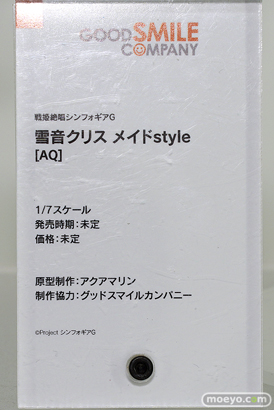 GOOD SMILE
COMPANY
戦姫絶唱シンフォギアG
雪音クリス メイドstyle
[AQ]
1/7スケール
発売時期：未定
価格：未定
原型制作：アクアマリン
制作協力：グッドスマイルカンパニー
©Project シンフォギアG
moeyo.com